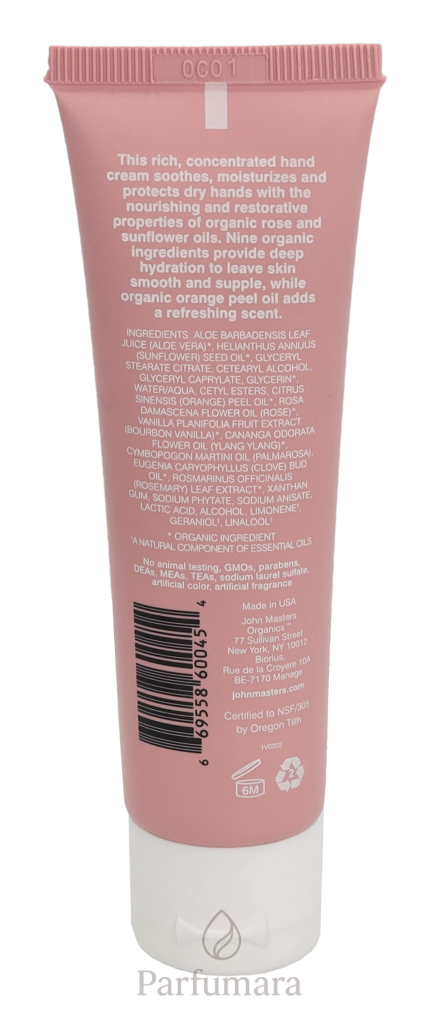 0C01
This rich, concentrated hand
cream soothes, moisturizes and
protects dry hands with the
nourishing and restorative
properties of organic rose and
sunflower oils. Nine organic
ingredients provide deep
hydration to leave skin
smooth and supple, while
organic orange peel oil adds
a refreshing scent.
INGREDIENTS: ALOE BARBADENSIS LEAF
JUICE (ALOE VERA)*, HELIANTHUS ANNUUS
(SUNFLOWER) SEED OIL*, GLYCERYL
STEARATE CITRATE, CETEARYL ALCOHOL,
GLYCERYL CAPRYLATE, GLYCERIN*,
WATER/AQUA, CETYL ESTERS, CITRUS
SINENSIS (ORANGE) PEEL OIL*, ROSA
DAMASCENA FLOWER OIL (ROSE)*,
VANILLA PLANIFOLIA FRUIT EXTRACT
(BOURBON VANILLA)*, CANANGA ODORATA
FLOWER OIL (YLANG YLANG)*,
CYMBOPOGON MARTINI OIL (PALMAROSA),
EUGENIA CARYOPHYLLUS (CLOVE) BUD
OIL*, ROSMARINUS OFFICINALIS
(ROSEMARY) LEAF EXTRACT*, XANTHAN
GUM, SODIUM PHYTATE, SODIUM ANISATE,
LACTIC ACID, ALCOHOL, LIMONENE†,
GERANIOL†, LINALOOL†
* ORGANIC INGREDIENT
†A NATURAL COMPONENT OF ESSENTIAL OILS
No animal testing, GMOs, parabens,
DEAs, MEAs, TEAs, sodium laurel sulfate,
artificial color, artificial fragrance
6 69558 60045 4
Made in USA
John Masters
Organics™
77 Sullivan Street
New York, NY 10012
Biorius,
Rue de la Croyere 10A
BE-7170 Manage
johnmasters.com
Certified to NSF/305
by Oregon Tilth
1V0202
6M
2
Parfumara